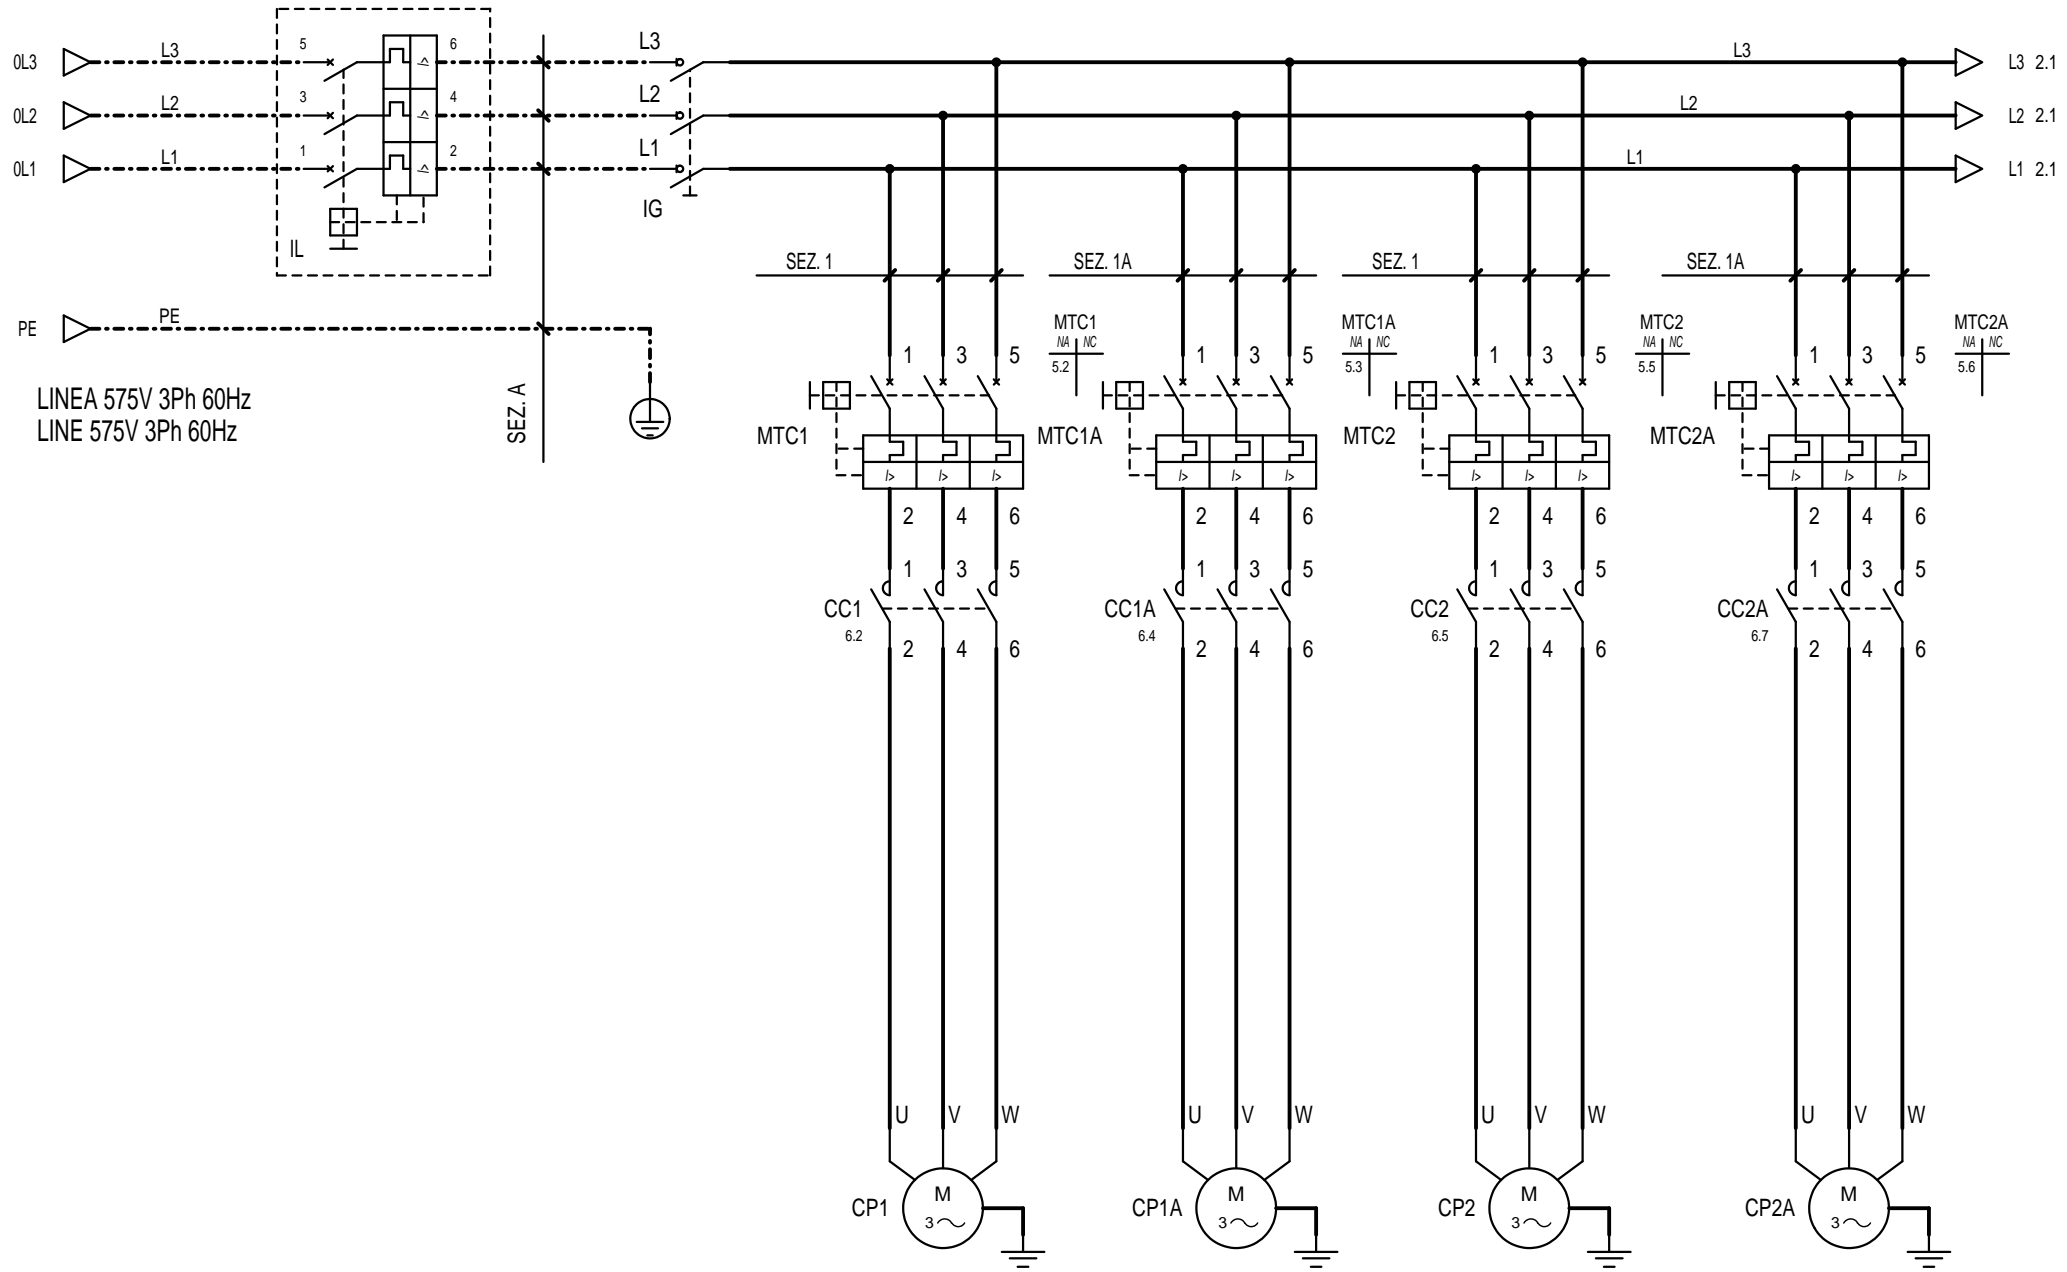 0L3 L3 5 6 L3 L3 L3 2.1
0L2 L2 3 4 L2 L2 L2 2.1
0L1 L1 1 2 L1 L1 L1 2.1
IL IG
SEZ. 1 SEZ. 1A SEZ. 1 SEZ. 1A
PE PE
MTC1 MTC1A MTC2 MTC2A
NA NC NA NC NA NC NA NC
5.2 5.3 5.5 5.6
1 3 5 1 3 5 1 3 5 1 3 5
LINEA 575V 3Ph 60Hz
LINE 575V 3Ph 60Hz
SEZ. A
MTC1 MTC1A MTC2 MTC2A
I> I> I> I> I> I> I> I> I> I> I> I>
I> I> I>
2 4 6 2 4 6 2 4 6 2 4 6
1 3 5 1 3 5 1 3 5 1 3 5
CC1 CC1A CC2 CC2A
6.2 6.4 6.5 6.7
2 4 6 2 4 6 2 4 6 2 4 6
U V W U V W U V W U V W
CP1 M CP1A M CP2 M CP2A M
3 3 3 3